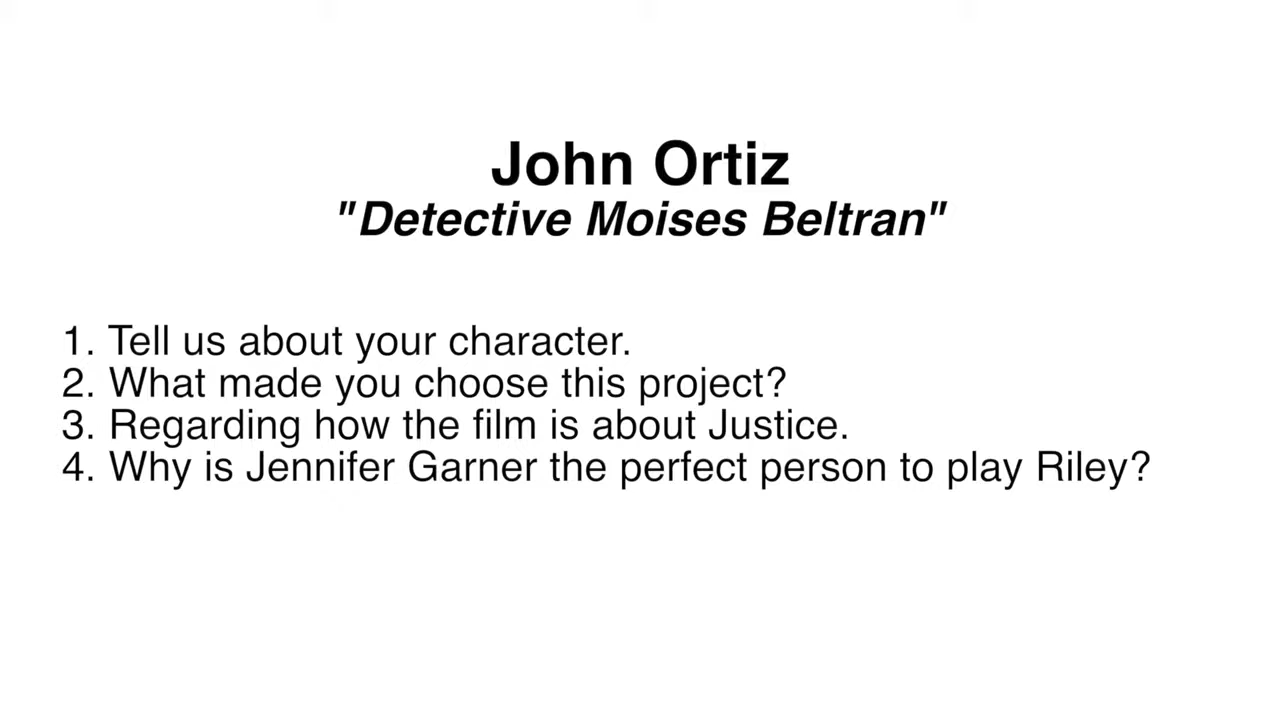 John Ortiz
"Detective Moises Beltran"
1. Tell us about your character.
2. What made you choose this project?
3. Regarding how the film is about Justice.
4. Why is Jennifer Garner the perfect person to play Riley?